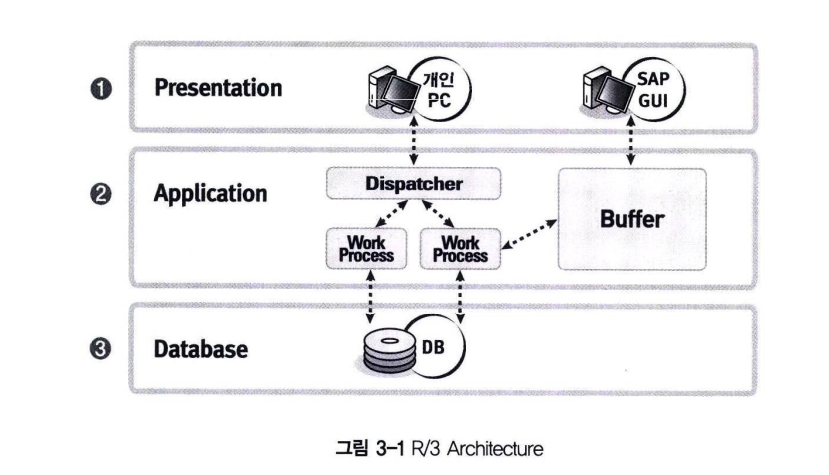 ❶ Presentation
개인
PC
SAP
GUI
❷ Application
Dispatcher
Buffer
Work
Process
Work
Process
❸ Database
DB
그림 3-1 R/3 Architecture